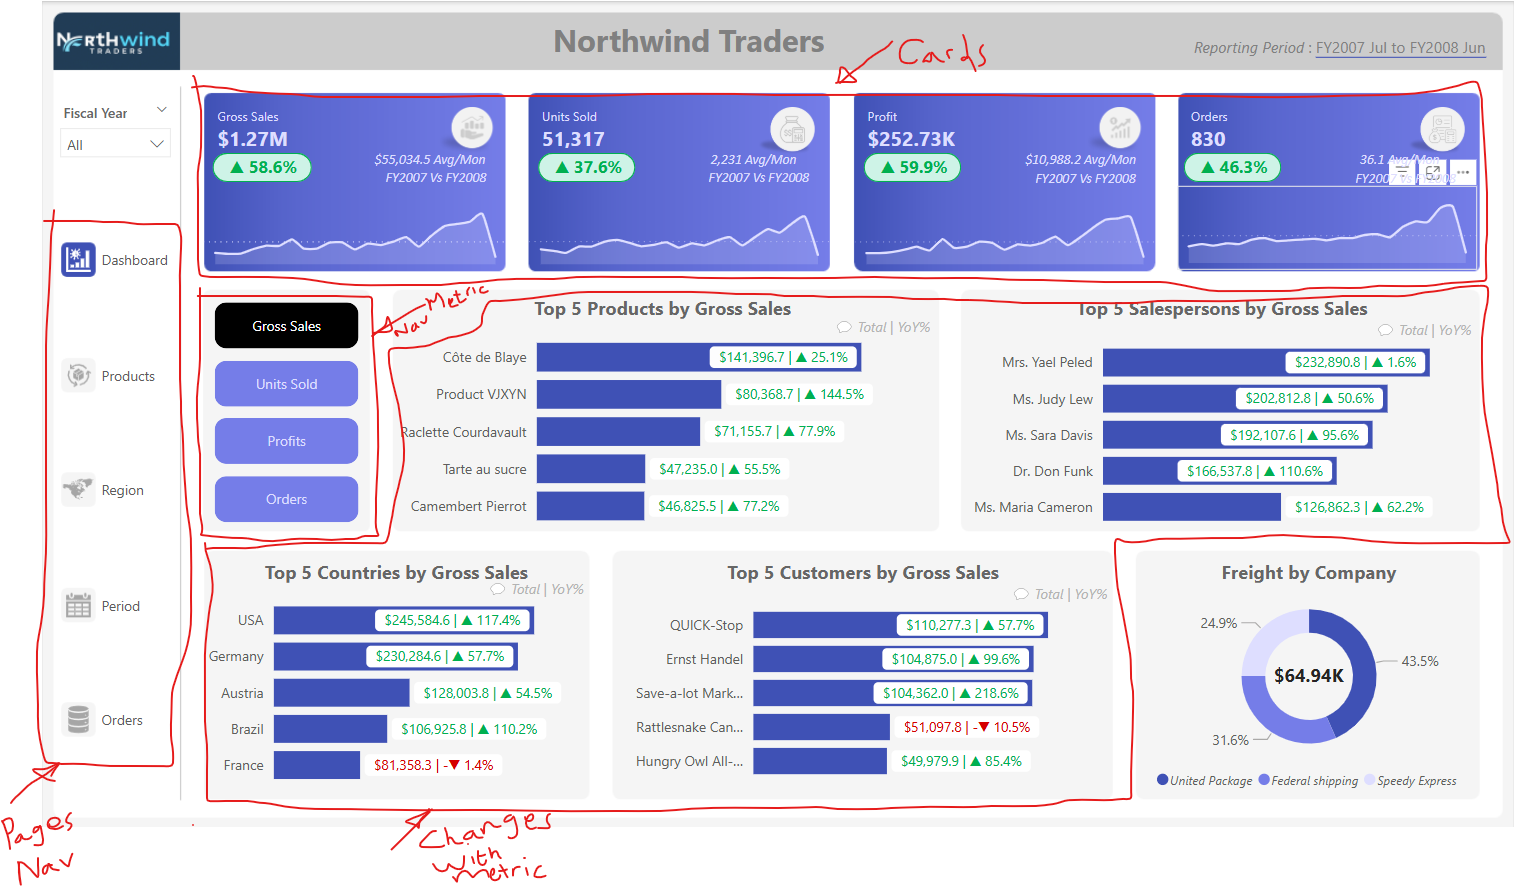 Northwind
TRADERS
Northwind Traders
Reporting Period : FY2007 Jul to FY2008 Jun
Cards
Fiscal Year
All
Gross Sales
$1.27M
▲ 58.6%
$55,034.5 Avg/Mon
FY2007 Vs FY2008
Units Sold
51,317
▲ 37.6%
2,231 Avg/Mon
FY2007 Vs FY2008
Profit
$252.73K
▲ 59.9%
$10,988.2 Avg/Mon
FY2007 Vs FY2008
Orders
830
▲ 46.3%
36.1 Avg/Mon
FY2007 Vs FY2008
Dashboard
Products
Region
Period
Orders
Pages
Nav
Metric
Nav
Gross Sales
Units Sold
Profits
Orders
Top 5 Products by Gross Sales
Total | YoY%
Côte de Blaye $141,396.7 | ▲ 25.1%
Product VJXYN $80,368.7 | ▲ 144.5%
Raclette Courdavault $71,155.7 | ▲ 77.9%
Tarte au sucre $47,235.0 | ▲ 55.5%
Camembert Pierrot $46,825.5 | ▲ 77.2%
Top 5 Salespersons by Gross Sales
Total | YoY%
Mrs. Yael Peled $232,890.8 | ▲ 1.6%
Ms. Judy Lew $202,812.8 | ▲ 50.6%
Ms. Sara Davis $192,107.6 | ▲ 95.6%
Dr. Don Funk $166,537.8 | ▲ 110.6%
Ms. Maria Cameron $126,862.3 | ▲ 62.2%
Top 5 Countries by Gross Sales
Total | YoY%
USA $245,584.6 | ▲ 117.4%
Germany $230,284.6 | ▲ 57.7%
Austria $128,003.8 | ▲ 54.5%
Brazil $106,925.8 | ▲ 110.2%
France $81,358.3 | -▼ 1.4%
Top 5 Customers by Gross Sales
Total | YoY%
QUICK-Stop $110,277.3 | ▲ 57.7%
Ernst Handel $104,875.0 | ▲ 99.6%
Save-a-lot Mark... $104,362.0 | ▲ 218.6%
Rattlesnake Can... $51,097.8 | -▼ 10.5%
Hungry Owl All-... $49,979.9 | ▲ 85.4%
Freight by Company
24.9%
43.5%
$64.94K
31.6%
United Package Federal shipping Speedy Express
Changes
with
metric